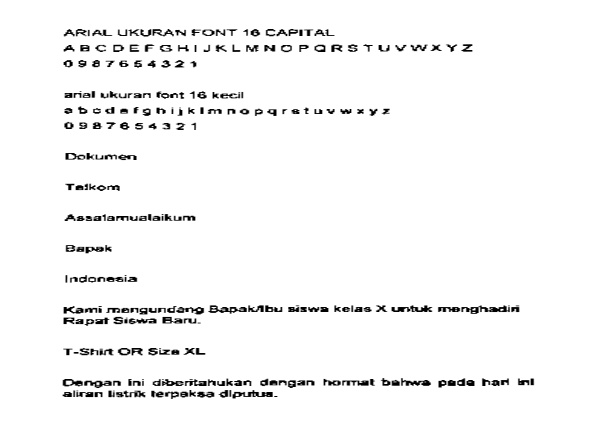 ARIAL UKURAN FONT 16 CAPITAL
A B C D E F G H I J K L M N O P Q R S T U V W X Y Z
0 9 8 7 6 5 4 3 2 1
arial ukuran font 16 kecil
a b c d e f g h i j k l m n o p q r s t u v w x y z
0 9 8 7 6 5 4 3 2 1
Dokumen
Telkom
Assalamualaikum
Bapak
Indonesia
Kami mengundang Bapak/Ibu siswa kelas X untuk menghadiri
Rapat Siswa Baru.
T-Shirt OR Size XL
Dengan ini diberitahukan dengan hormat bahwa pada hari ini
aliran listrik terpaksa diputus.